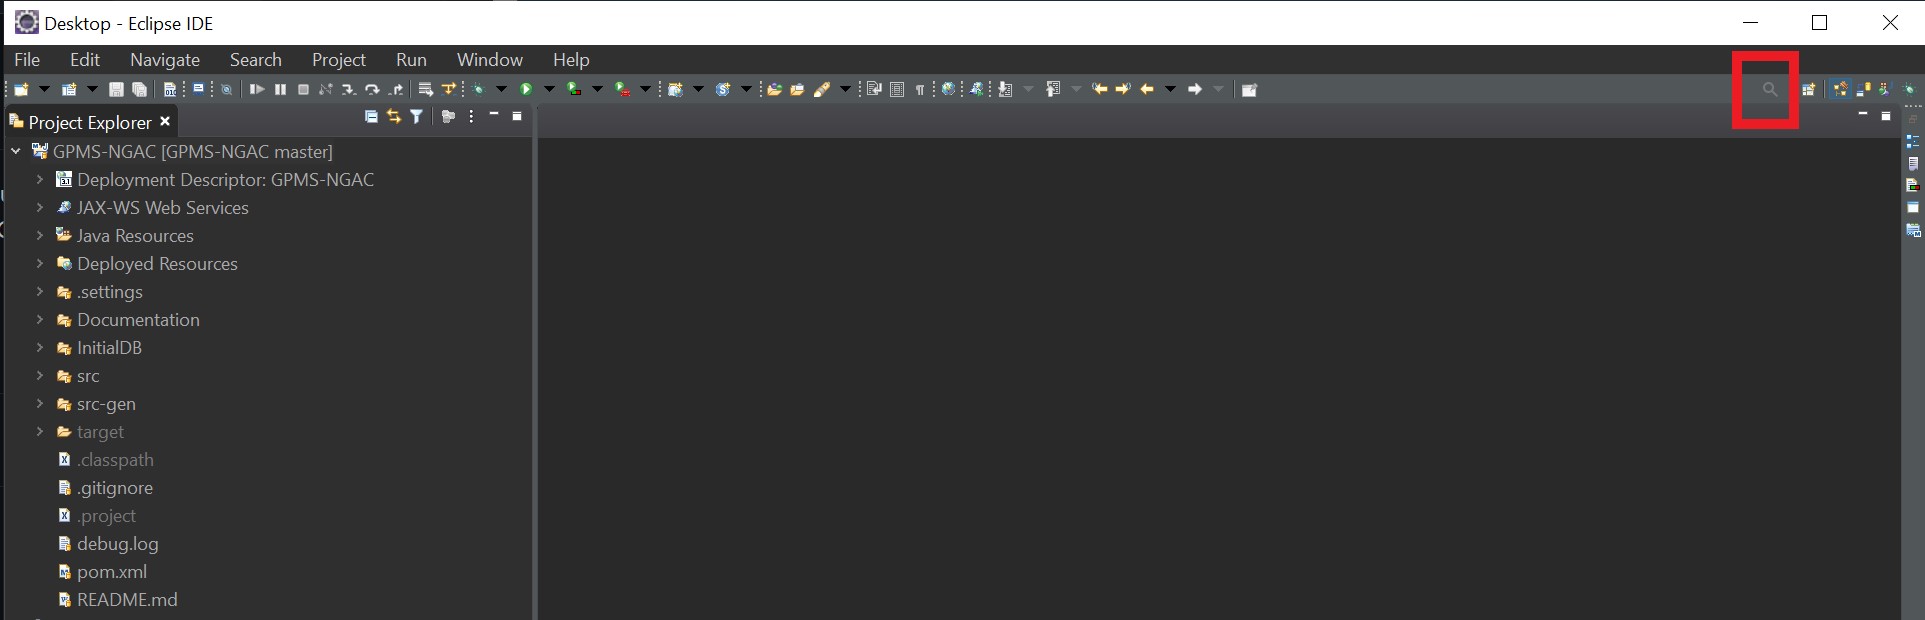 Desktop - Eclipse IDE
File Edit Navigate Search Project Run Window Help
Project Explorer
GPMS-NGAC [GPMS-NGAC master]
Deployment Descriptor: GPMS-NGAC
JAX-WS Web Services
Java Resources
Deployed Resources
.settings
Documentation
InitialDB
src
src-gen
target
.classpath
.gitignore
.project
debug.log
pom.xml
README.md